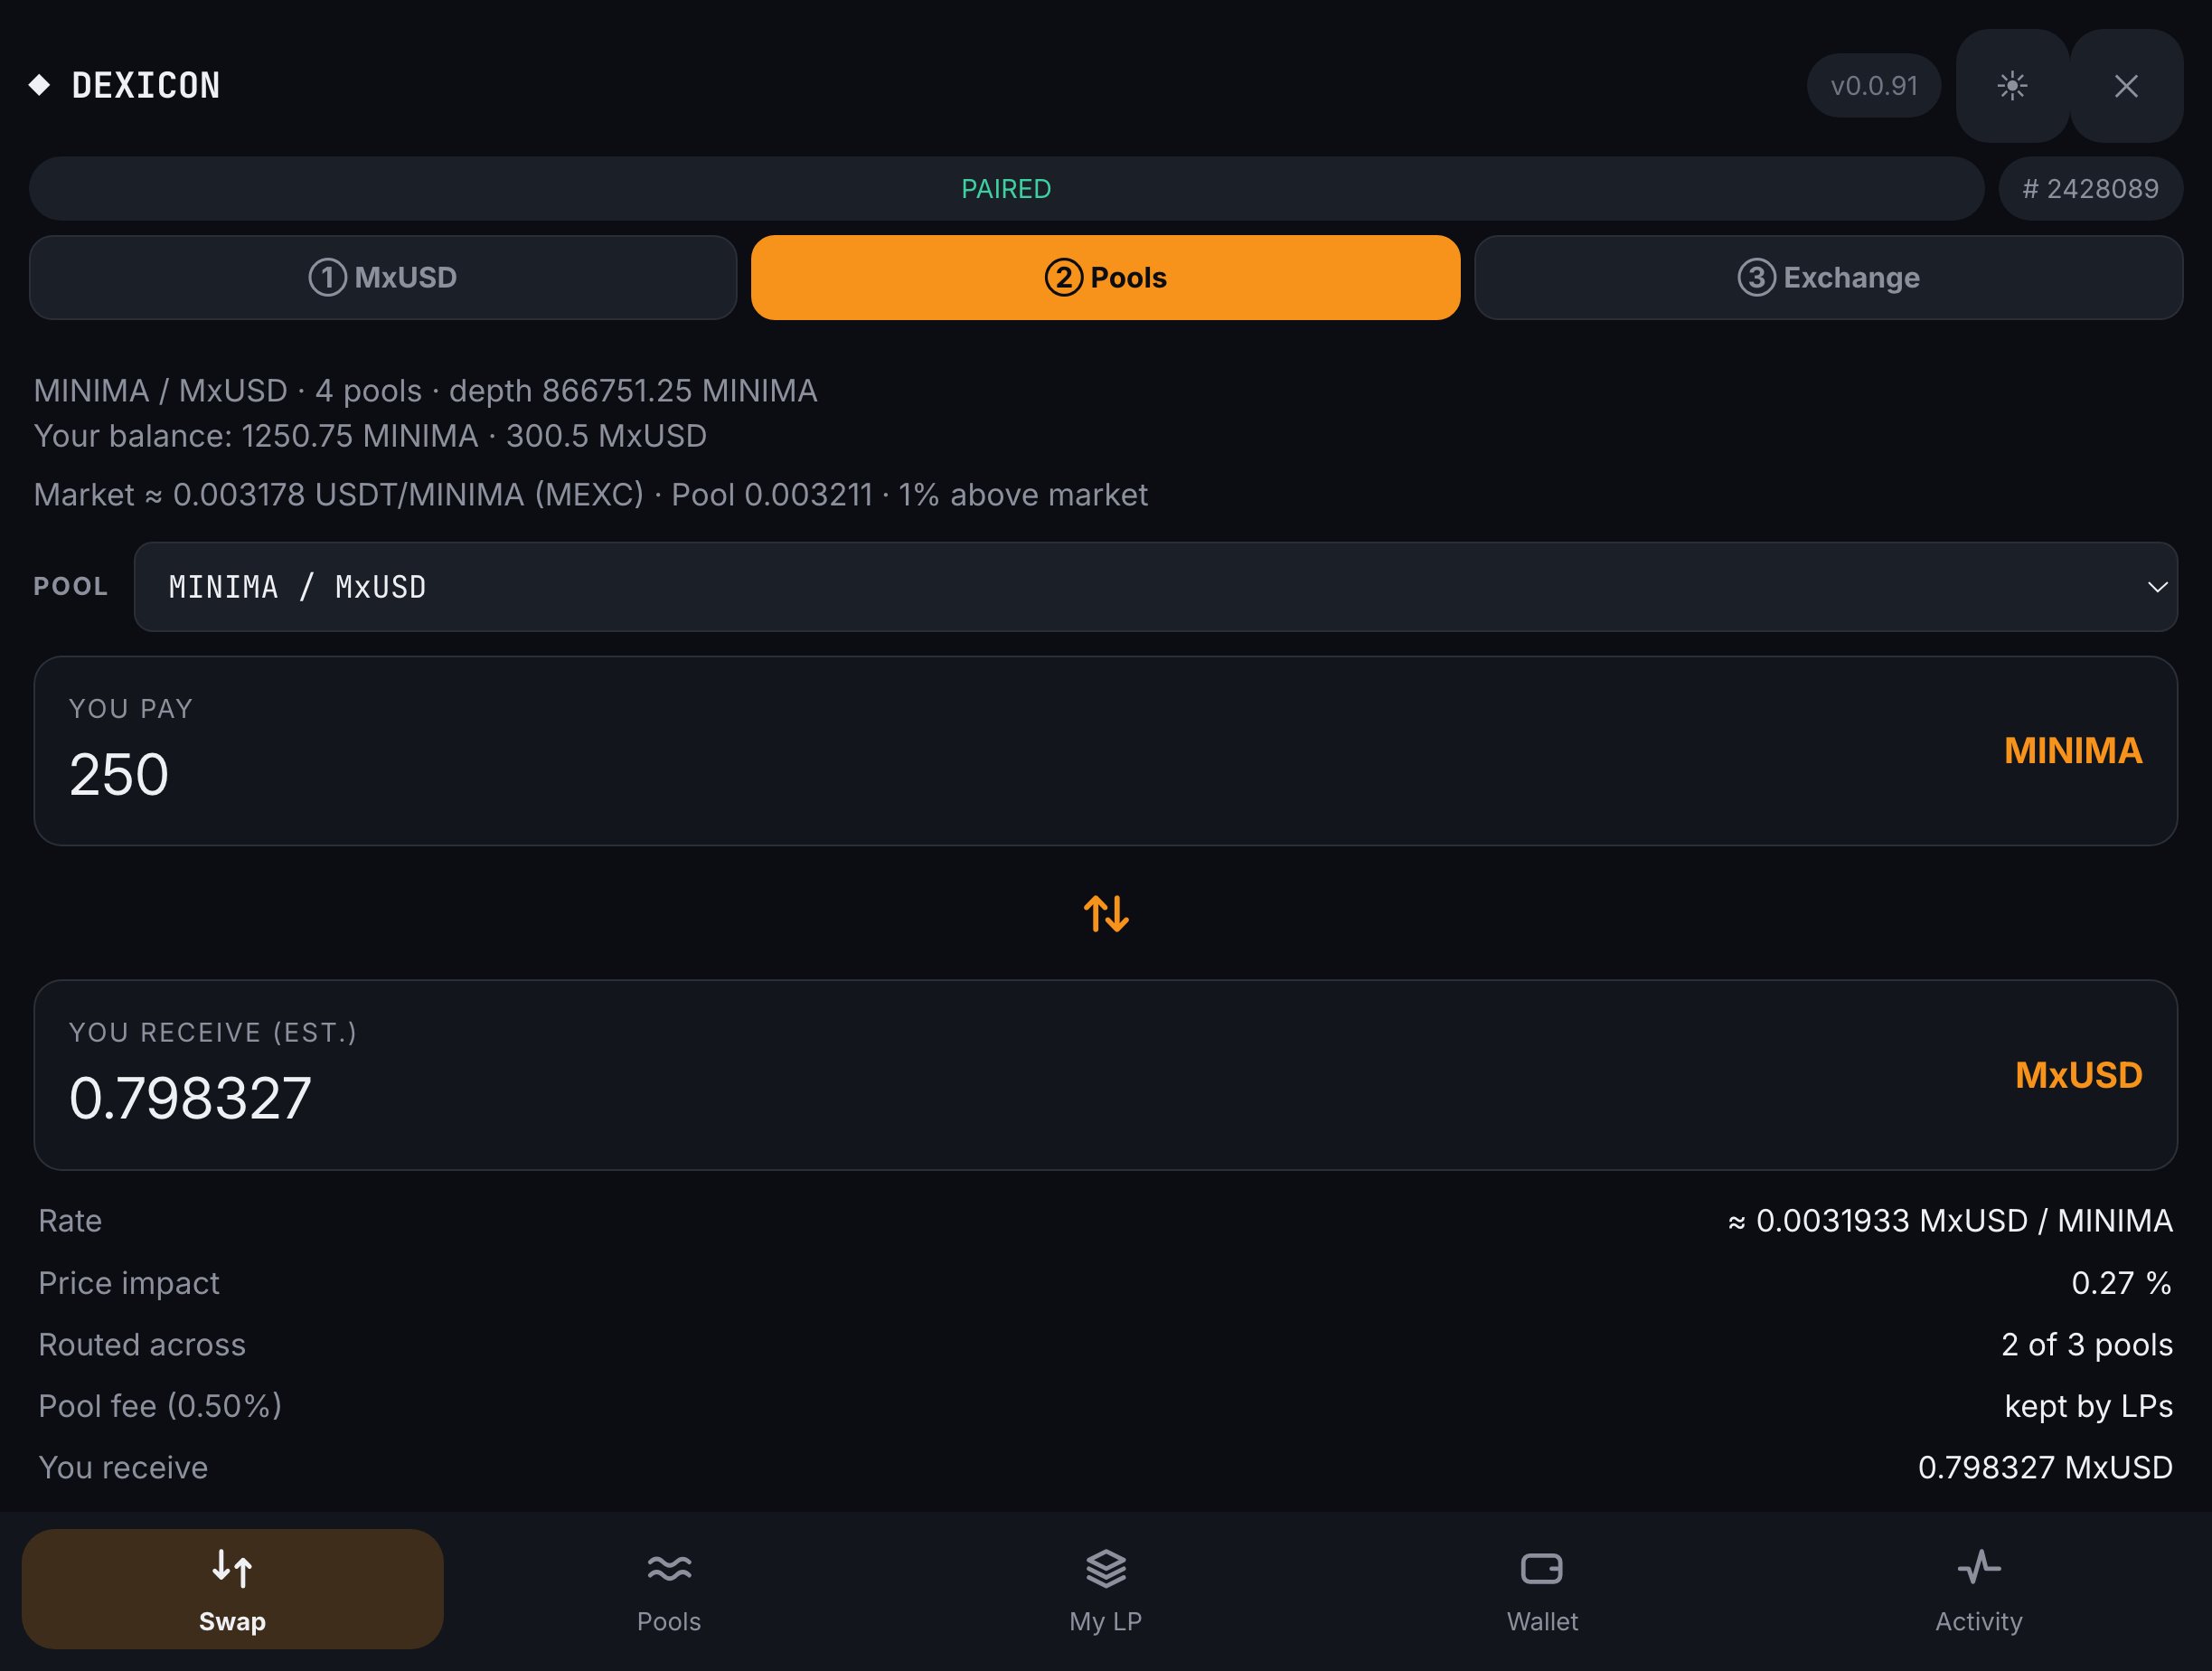 ◆ DEXICON
v0.0.91
PAIRED
# 2428089
① MxUSD
② Pools
③ Exchange
MINIMA / MxUSD · 4 pools · depth 866751.25 MINIMA
Your balance: 1250.75 MINIMA · 300.5 MxUSD
Market ≈ 0.003178 USDT/MINIMA (MEXC) · Pool 0.003211 · 1% above market
POOL
MINIMA / MxUSD
YOU PAY
250
MINIMA
YOU RECEIVE (EST.)
0.798327
MxUSD
Rate ≈ 0.0031933 MxUSD / MINIMA
Price impact 0.27 %
Routed across 2 of 3 pools
Pool fee (0.50%) kept by LPs
You receive 0.798327 MxUSD
Swap
Pools
My LP
Wallet
Activity